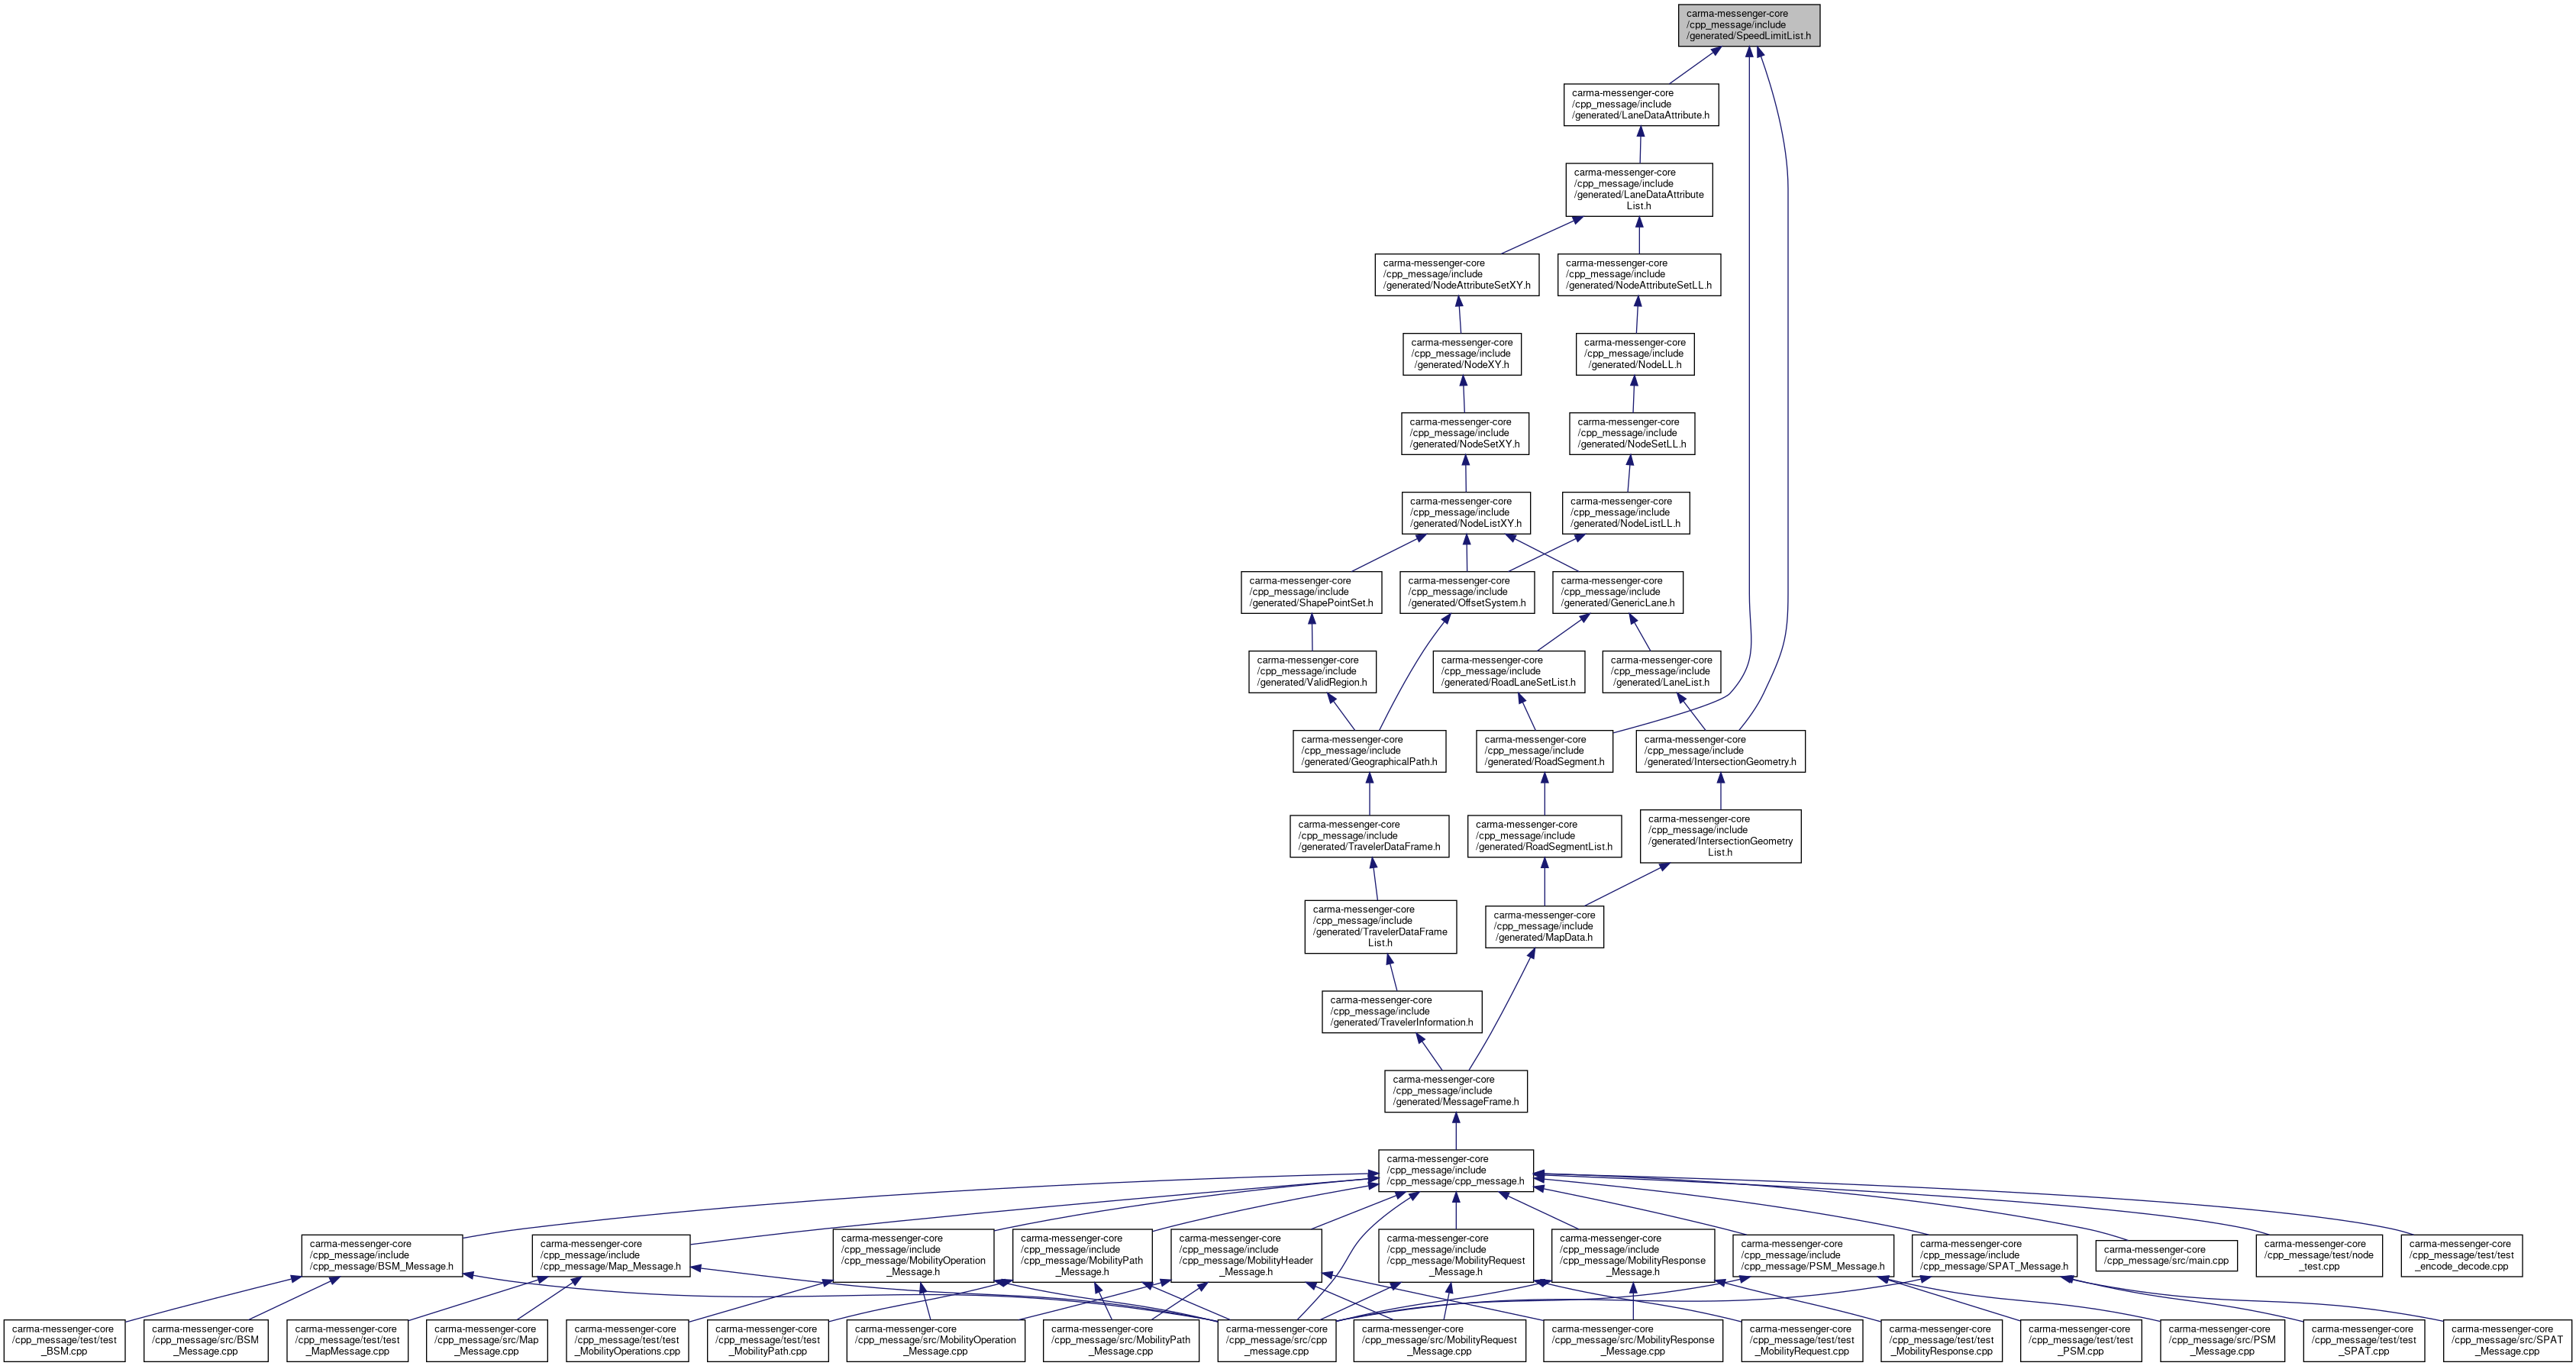 carma-messenger-core
/cpp_message/include
/generated/SpeedLimitList.h
carma-messenger-core
/cpp_message/include
/generated/LaneDataAttribute.h
carma-messenger-core
/cpp_message/include
/generated/LaneDataAttribute
List.h
carma-messenger-core
/cpp_message/include
/generated/NodeAttributeSetXY.h
carma-messenger-core
/cpp_message/include
/generated/NodeAttributeSetLL.h
carma-messenger-core
/cpp_message/include
/generated/NodeXY.h
carma-messenger-core
/cpp_message/include
/generated/NodeLL.h
carma-messenger-core
/cpp_message/include
/generated/NodeSetXY.h
carma-messenger-core
/cpp_message/include
/generated/NodeSetLL.h
carma-messenger-core
/cpp_message/include
/generated/NodeListXY.h
carma-messenger-core
/cpp_message/include
/generated/NodeListLL.h
carma-messenger-core
/cpp_message/include
/generated/ShapePointSet.h
carma-messenger-core
/cpp_message/include
/generated/OffsetSystem.h
carma-messenger-core
/cpp_message/include
/generated/GenericLane.h
carma-messenger-core
/cpp_message/include
/generated/ValidRegion.h
carma-messenger-core
/cpp_message/include
/generated/RoadLaneSetList.h
carma-messenger-core
/cpp_message/include
/generated/LaneList.h
carma-messenger-core
/cpp_message/include
/generated/GeographicalPath.h
carma-messenger-core
/cpp_message/include
/generated/RoadSegment.h
carma-messenger-core
/cpp_message/include
/generated/IntersectionGeometry.h
carma-messenger-core
/cpp_message/include
/generated/TravelerDataFrame.h
carma-messenger-core
/cpp_message/include
/generated/RoadSegmentList.h
carma-messenger-core
/cpp_message/include
/generated/IntersectionGeometry
List.h
carma-messenger-core
/cpp_message/include
/generated/TravelerDataFrame
List.h
carma-messenger-core
/cpp_message/include
/generated/MapData.h
carma-messenger-core
/cpp_message/include
/generated/TravelerInformation.h
carma-messenger-core
/cpp_message/include
/generated/MessageFrame.h
carma-messenger-core
/cpp_message/include
/cpp_message/cpp_message.h
carma-messenger-core
/cpp_message/include
/cpp_message/BSM_Message.h
carma-messenger-core
/cpp_message/include
/cpp_message/Map_Message.h
carma-messenger-core
/cpp_message/include
/cpp_message/MobilityOperation
_Message.h
carma-messenger-core
/cpp_message/include
/cpp_message/MobilityPath
_Message.h
carma-messenger-core
/cpp_message/include
/cpp_message/MobilityHeader
_Message.h
carma-messenger-core
/cpp_message/include
/cpp_message/MobilityRequest
_Message.h
carma-messenger-core
/cpp_message/include
/cpp_message/MobilityResponse
_Message.h
carma-messenger-core
/cpp_message/include
/cpp_message/PSM_Message.h
carma-messenger-core
/cpp_message/include
/cpp_message/SPAT_Message.h
carma-messenger-core
/cpp_message/src/main.cpp
carma-messenger-core
/cpp_message/test/node
_test.cpp
carma-messenger-core
/cpp_message/test/test
_encode_decode.cpp
carma-messenger-core
/cpp_message/test/test
_BSM.cpp
carma-messenger-core
/cpp_message/src/BSM
_Message.cpp
carma-messenger-core
/cpp_message/test/test
_MapMessage.cpp
carma-messenger-core
/cpp_message/src/Map
_Message.cpp
carma-messenger-core
/cpp_message/test/test
_MobilityOperations.cpp
carma-messenger-core
/cpp_message/test/test
_MobilityPath.cpp
carma-messenger-core
/cpp_message/src/MobilityOperation
_Message.cpp
carma-messenger-core
/cpp_message/src/MobilityPath
_Message.cpp
carma-messenger-core
/cpp_message/src/cpp
_message.cpp
carma-messenger-core
/cpp_message/src/MobilityRequest
_Message.cpp
carma-messenger-core
/cpp_message/src/MobilityResponse
_Message.cpp
carma-messenger-core
/cpp_message/test/test
_MobilityRequest.cpp
carma-messenger-core
/cpp_message/test/test
_MobilityResponse.cpp
carma-messenger-core
/cpp_message/test/test
_PSM.cpp
carma-messenger-core
/cpp_message/src/PSM
_Message.cpp
carma-messenger-core
/cpp_message/test/test
_SPAT.cpp
carma-messenger-core
/cpp_message/src/SPAT
_Message.cpp